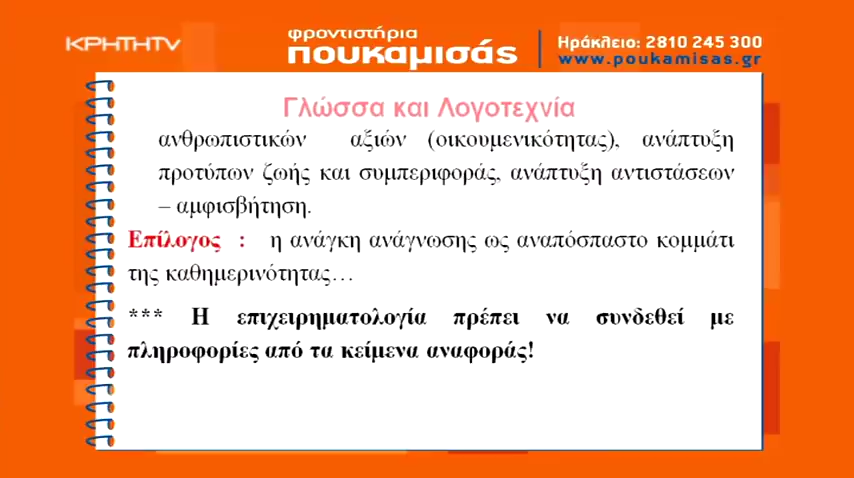 ΚΡΗΤΗTV
φροντιστήρια
πουκαμισάς
Ηράκλειο: 2810 245 300
www.poukamisas.gr
Γλώσσα και Λογοτεχνία
ανθρωπιστικών αξιών (οικουμενικότητας), ανάπτυξη
προτύπων ζωής και συμπεριφοράς, ανάπτυξη αντιστάσεων
– αμφισβήτηση.
Επίλογος : η ανάγκη ανάγνωσης ως αναπόσπαστο κομμάτι
της καθημερινότητας…
*** Η επιχειρηματολογία πρέπει να συνδεθεί με
πληροφορίες από τα κείμενα αναφοράς!